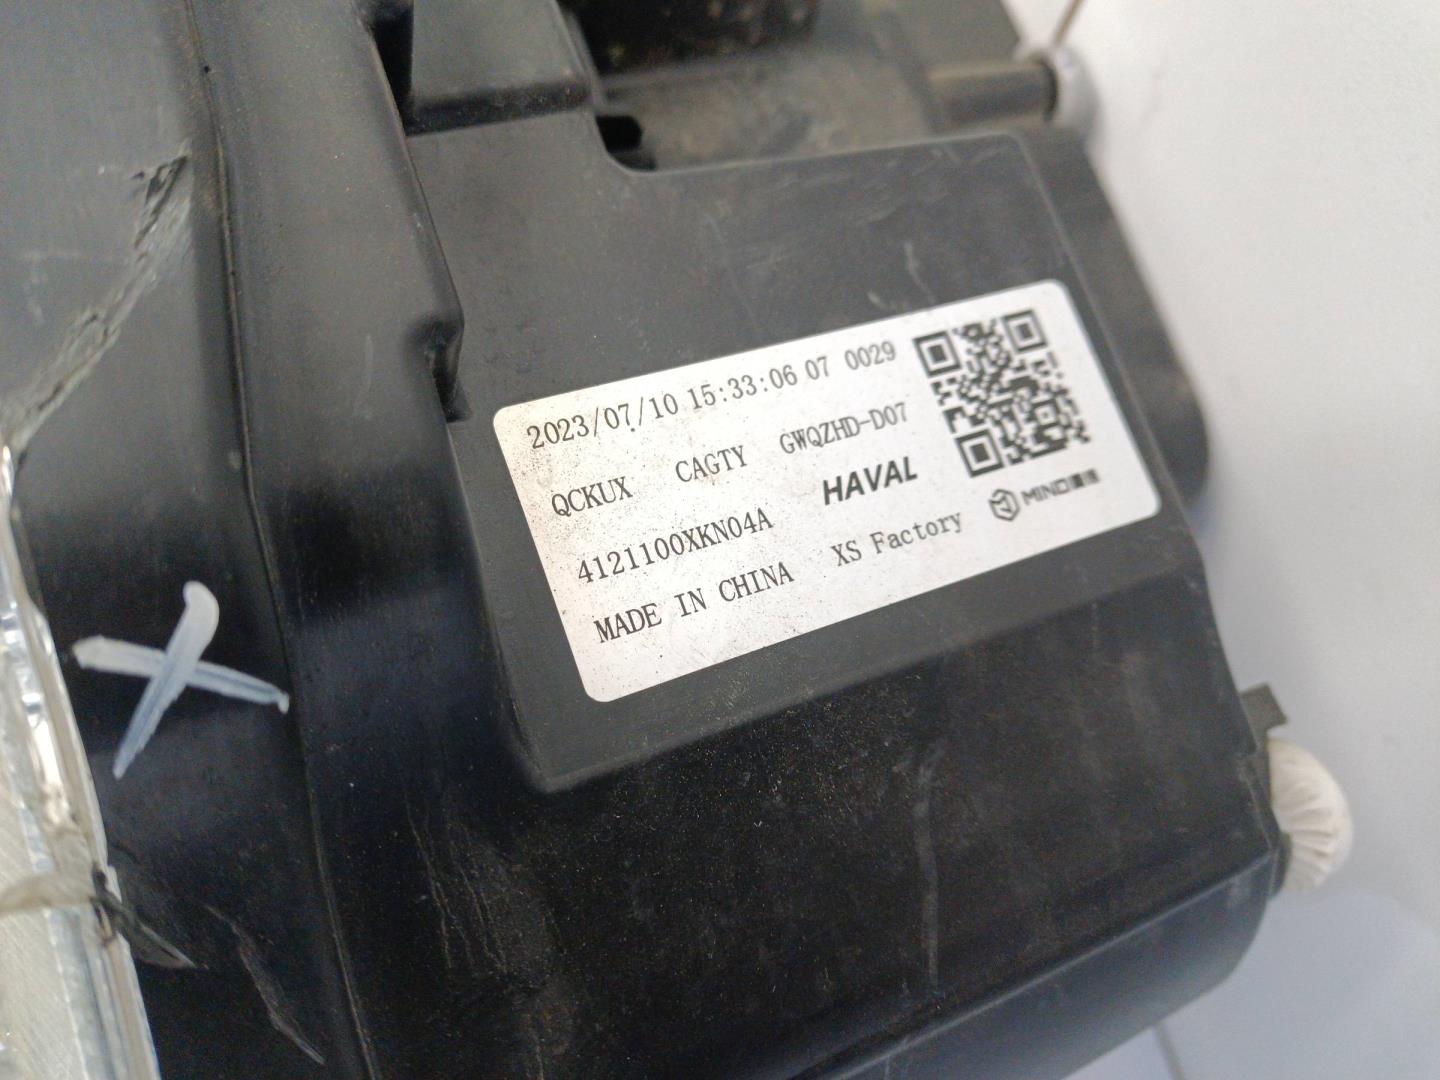 2023/07/10 15:33:06 07 0029
QCKUX CAGTY GWQZHD-D07
4121100XKN04A HAVAL
MADE IN CHINA XS Factory
MIND